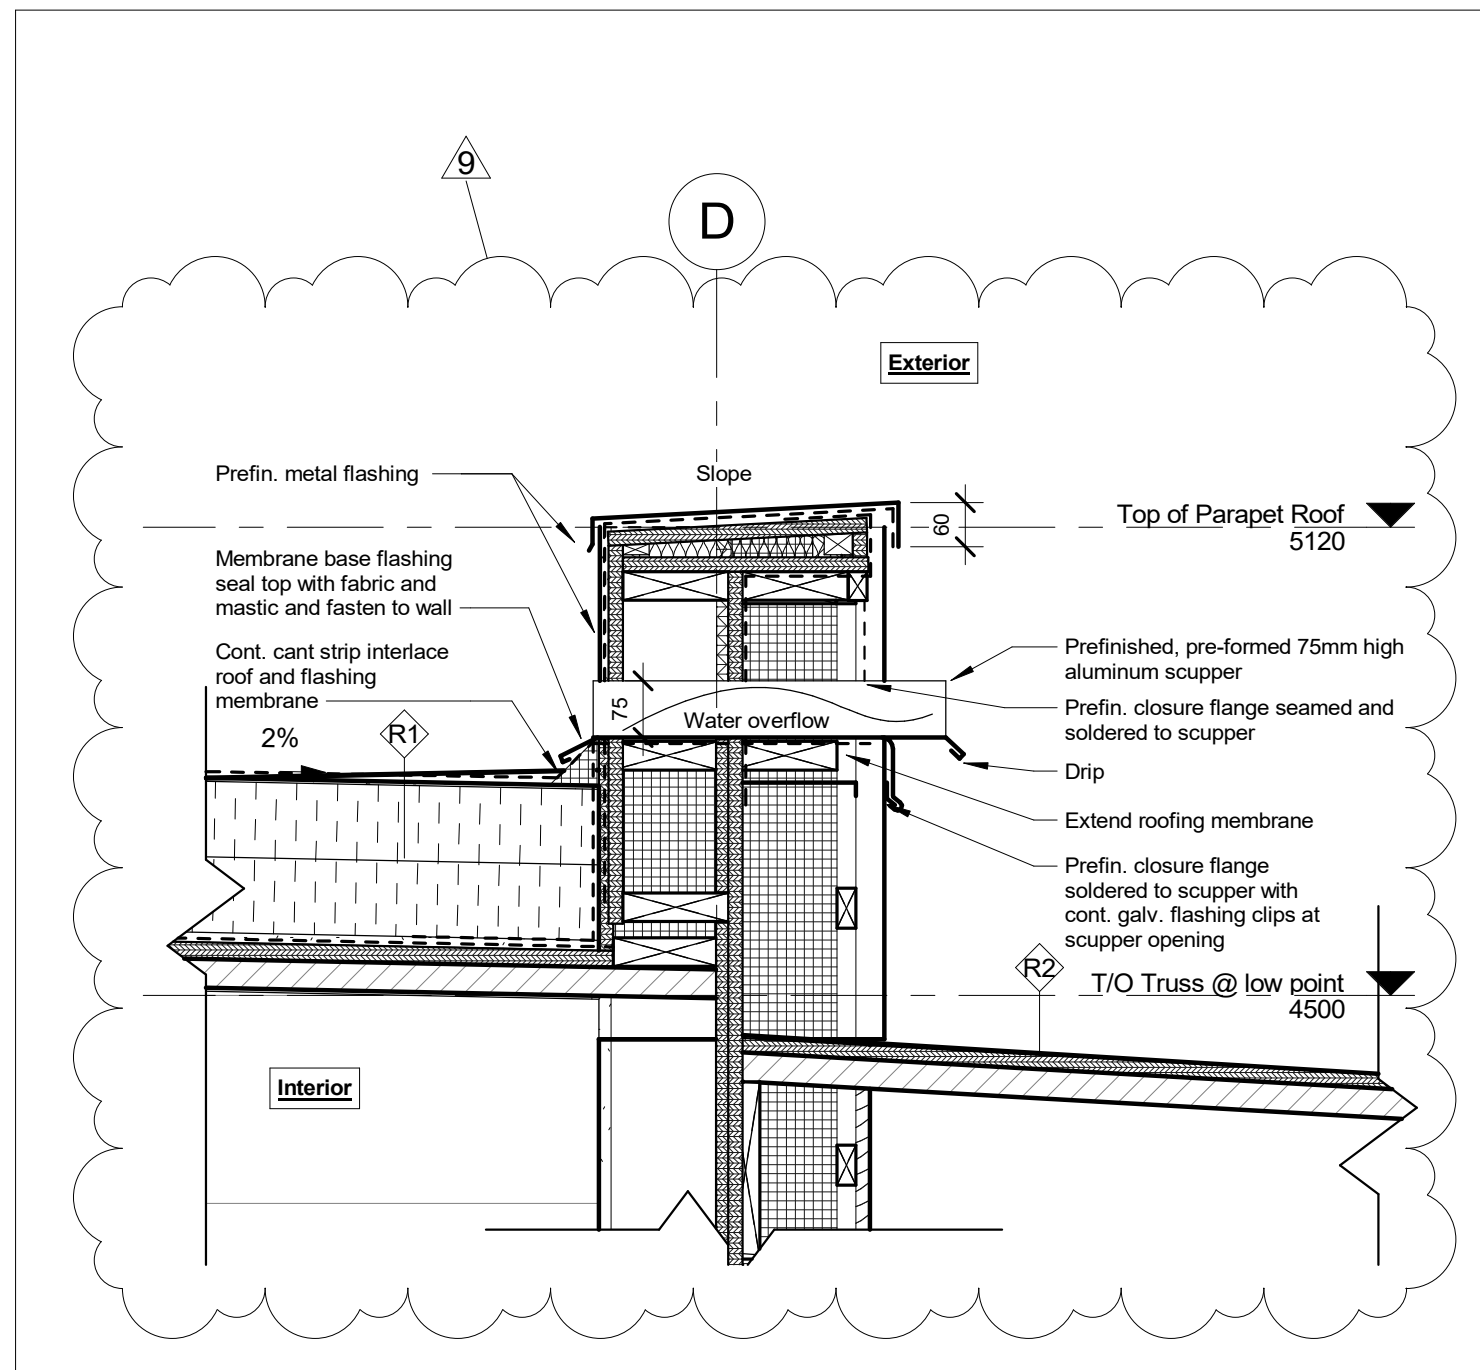 9
D
Exterior
Prefin. metal flashing
Slope
60
Top of Parapet Roof
5120
Membrane base flashing
seal top with fabric and
mastic and fasten to wall
Cont. cant strip interlace
roof and flashing
membrane
2%
R1
75
Water overflow
Prefinished, pre-formed 75mm high
aluminum scupper
Prefin. closure flange seamed and
soldered to scupper
Drip
Extend roofing membrane
Prefin. closure flange
soldered to scupper with
cont. galv. flashing clips at
scupper opening
R2
T/O Truss @ low point
4500
Interior